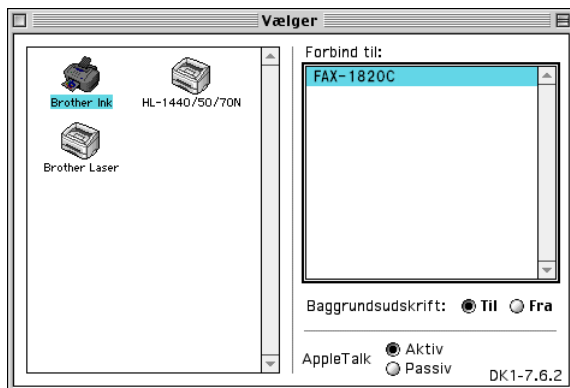 Vælger
Brother Ink
HL-1440/50/70N
Brother Laser
Forbind til:
FAX-1820C
Baggrundsudskrift: Til Fra
AppleTalk Aktiv
Passiv
DK1-7.6.2